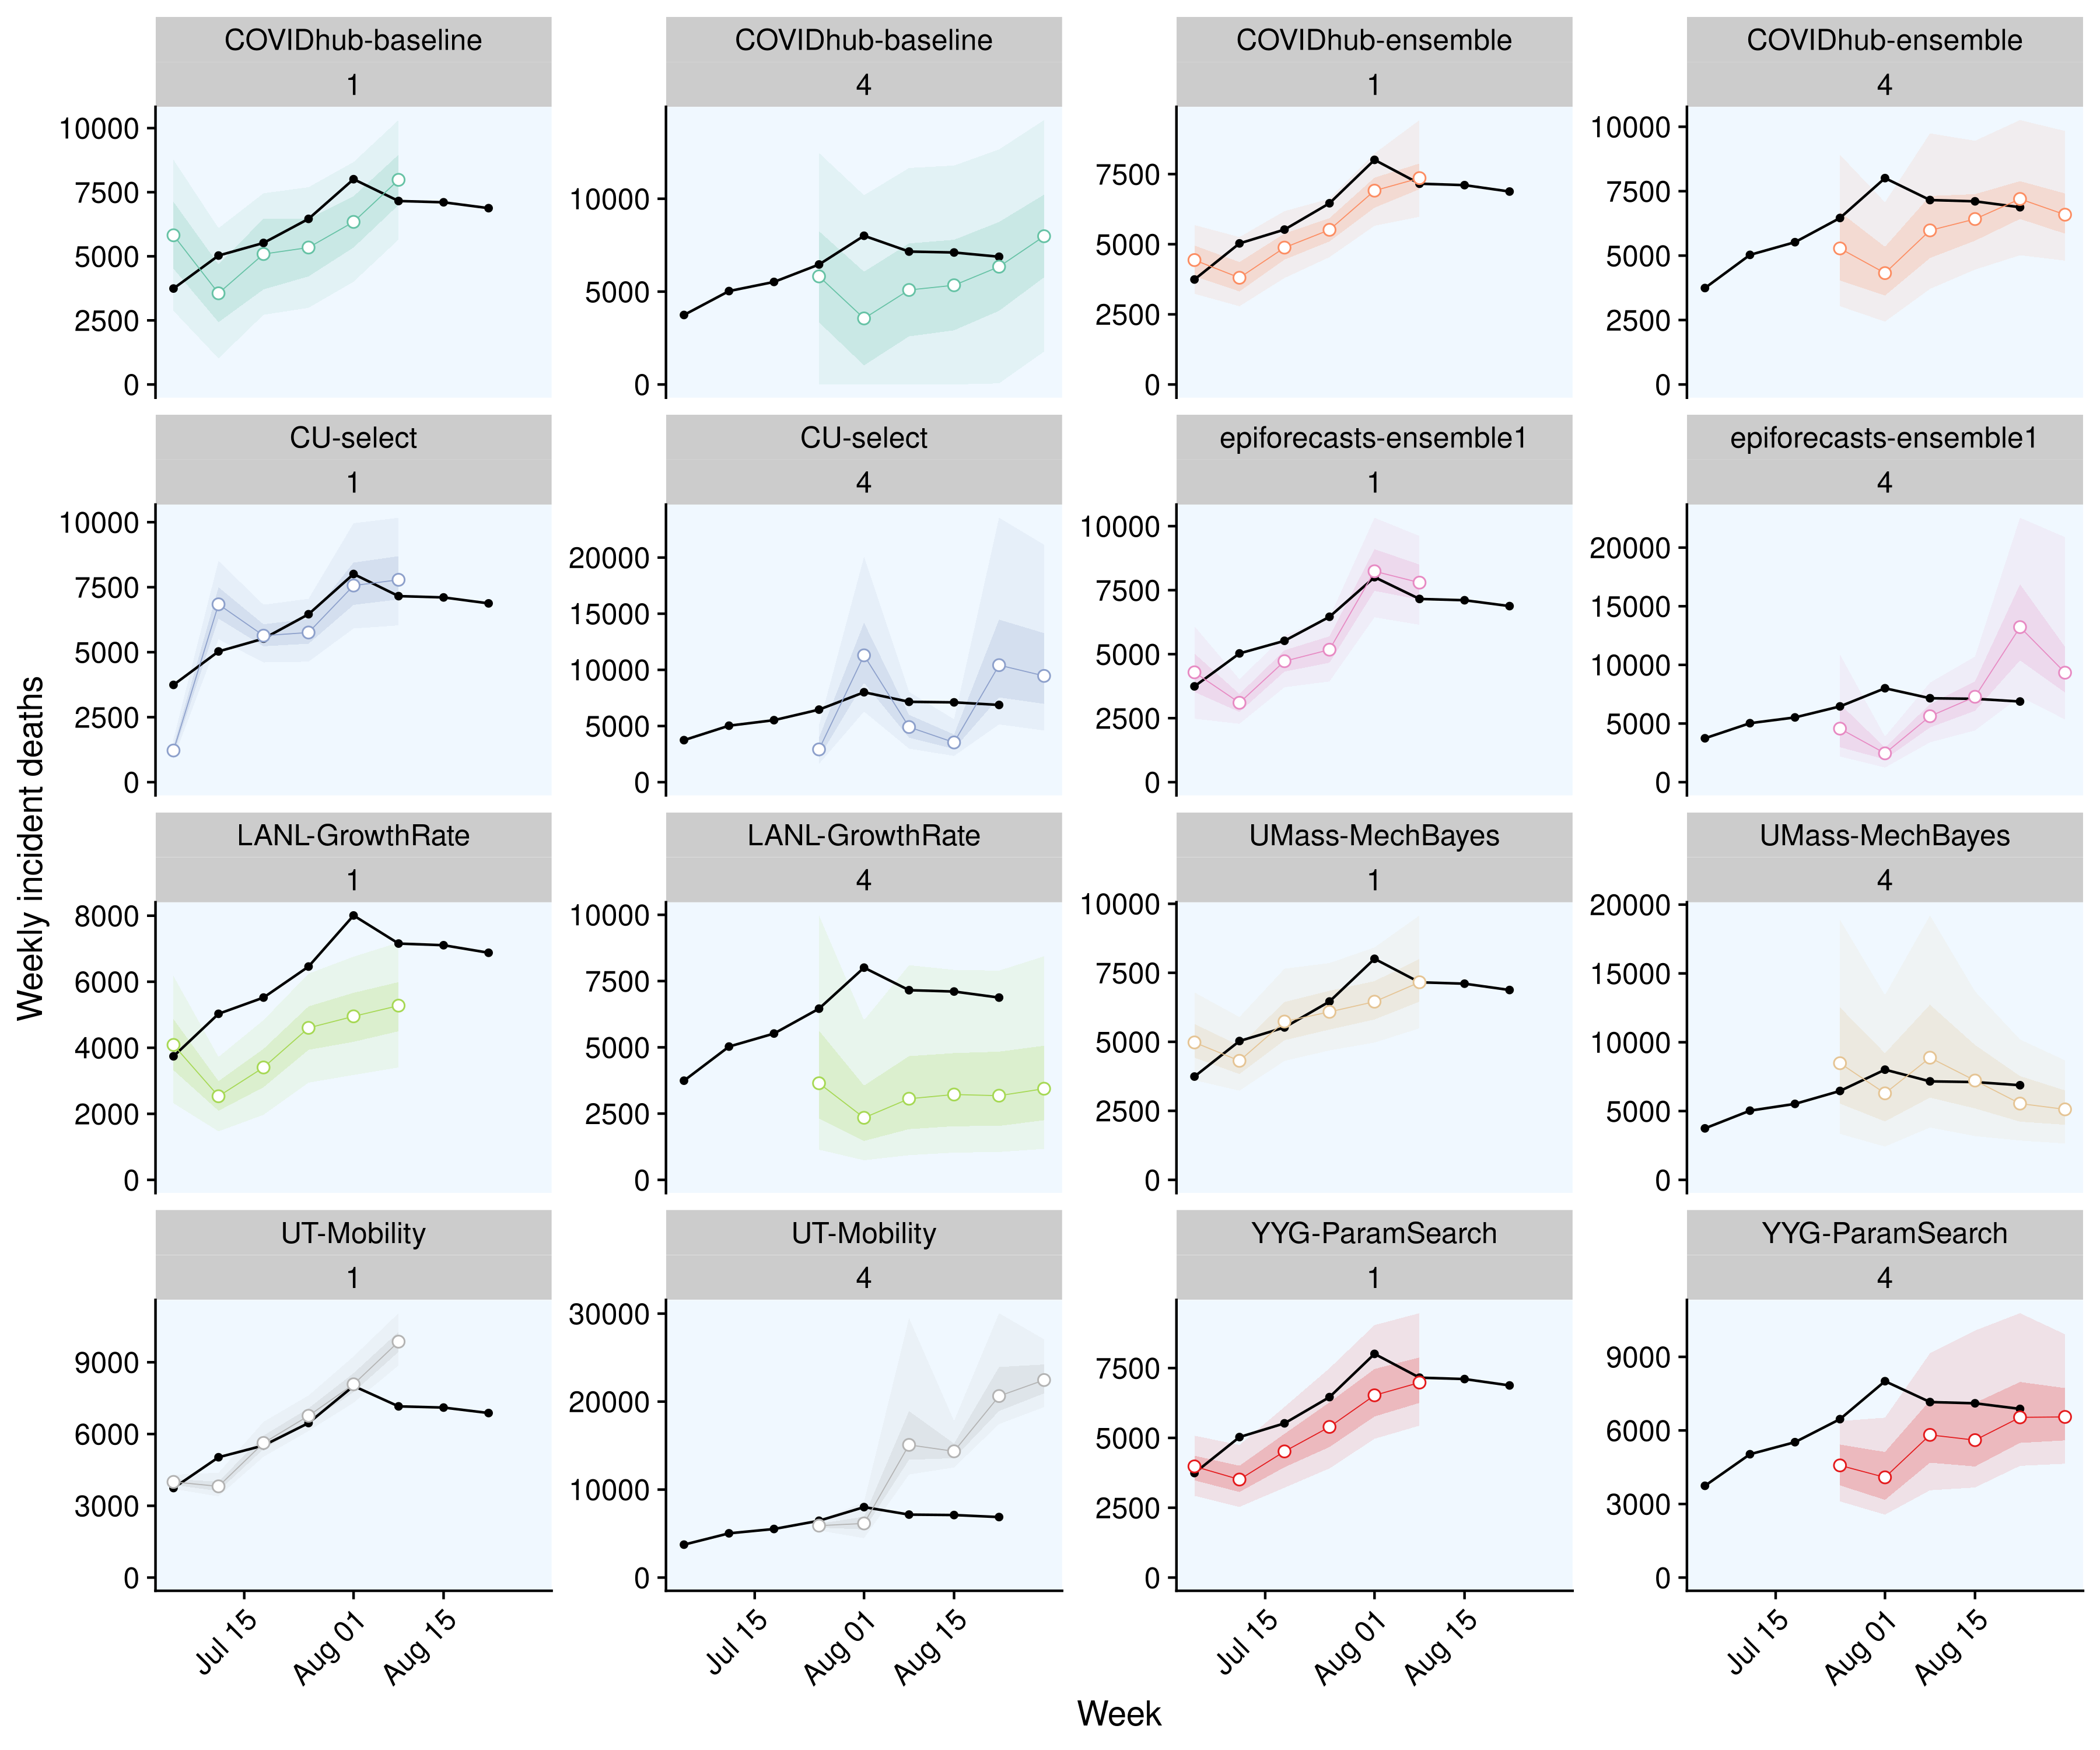 COVIDhub-baseline
1
COVIDhub-baseline
4
COVIDhub-ensemble
1
COVIDhub-ensemble
4
10000
7500
5000
2500
0
10000
5000
0
7500
5000
2500
0
10000
7500
5000
2500
0
CU-select
1
CU-select
4
epiforecasts-ensemble1
1
epiforecasts-ensemble1
4
10000
7500
5000
2500
0
20000
15000
10000
5000
0
10000
7500
5000
2500
0
20000
15000
10000
5000
0
Weekly incident deaths
LANL-GrowthRate
1
LANL-GrowthRate
4
UMass-MechBayes
1
UMass-MechBayes
4
8000
6000
4000
2000
0
10000
7500
5000
2500
0
10000
7500
5000
2500
0
20000
15000
10000
5000
0
UT-Mobility
1
UT-Mobility
4
YYG-ParamSearch
1
YYG-ParamSearch
4
9000
6000
3000
0
30000
20000
10000
0
7500
5000
2500
0
9000
6000
3000
0
Jul 15
Aug 01
Aug 15
Jul 15
Aug 01
Aug 15
Jul 15
Aug 01
Aug 15
Jul 15
Aug 01
Aug 15
Week